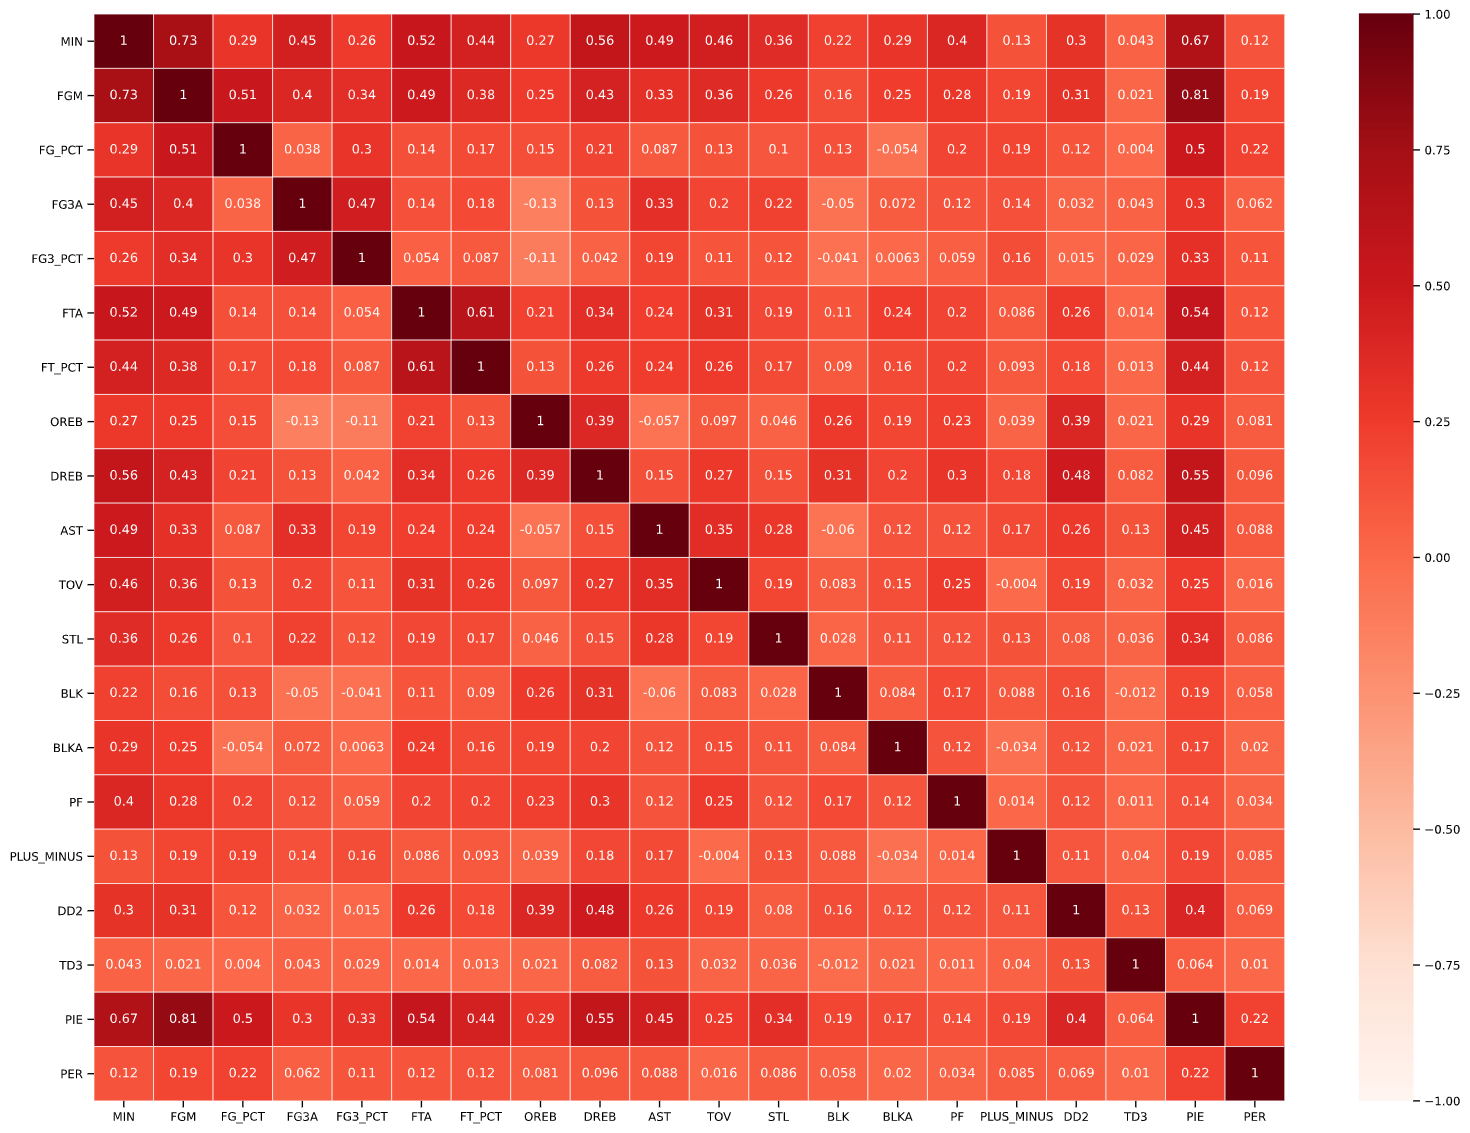 MIN 1 0.73 0.29 0.45 0.26 0.52 0.44 0.27 0.56 0.49 0.46 0.36 0.22 0.29 0.4 0.13 0.3 0.043 0.67 0.12 1.00
FGM 0.73 1 0.51 0.4 0.34 0.49 0.38 0.25 0.43 0.33 0.36 0.26 0.16 0.25 0.28 0.19 0.31 0.021 0.81 0.19
FG_PCT 0.29 0.51 1 0.038 0.3 0.14 0.17 0.15 0.21 0.087 0.13 0.1 0.13 -0.054 0.2 0.19 0.12 0.004 0.5 0.22 0.75
FG3A 0.45 0.4 0.038 1 0.47 0.14 0.18 -0.13 0.13 0.33 0.2 0.22 -0.05 0.072 0.12 0.14 0.032 0.043 0.3 0.062
FG3_PCT 0.26 0.34 0.3 0.47 1 0.054 0.087 -0.11 0.042 0.19 0.11 0.12 -0.041 0.0063 0.059 0.16 0.015 0.029 0.33 0.11
FTA 0.52 0.49 0.14 0.14 0.054 1 0.61 0.21 0.34 0.24 0.31 0.19 0.11 0.24 0.2 0.086 0.26 0.014 0.54 0.12 0.50
FT_PCT 0.44 0.38 0.17 0.18 0.087 0.61 1 0.13 0.26 0.24 0.26 0.17 0.09 0.16 0.2 0.093 0.18 0.013 0.44 0.12
OREB 0.27 0.25 0.15 -0.13 -0.11 0.21 0.13 1 0.39 -0.057 0.097 0.046 0.26 0.19 0.23 0.039 0.39 0.021 0.29 0.081 0.25
DREB 0.56 0.43 0.21 0.13 0.042 0.34 0.26 0.39 1 0.15 0.27 0.15 0.31 0.2 0.3 0.18 0.48 0.082 0.55 0.096
AST 0.49 0.33 0.087 0.33 0.19 0.24 0.24 -0.057 0.15 1 0.35 0.28 -0.06 0.12 0.12 0.17 0.26 0.13 0.45 0.088
TOV 0.46 0.36 0.13 0.2 0.11 0.31 0.26 0.097 0.27 0.35 1 0.19 0.083 0.15 0.25 -0.004 0.19 0.032 0.25 0.016 0.00
STL 0.36 0.26 0.1 0.22 0.12 0.19 0.17 0.046 0.15 0.28 0.19 1 0.028 0.11 0.12 0.13 0.08 0.036 0.34 0.086
BLK 0.22 0.16 0.13 -0.05 -0.041 0.11 0.09 0.26 0.31 -0.06 0.083 0.028 1 0.084 0.17 0.088 0.16 -0.012 0.19 0.058 −0.25
BLKA 0.29 0.25 -0.054 0.072 0.0063 0.24 0.16 0.19 0.2 0.12 0.15 0.11 0.084 1 0.12 -0.034 0.12 0.021 0.17 0.02
PF 0.4 0.28 0.2 0.12 0.059 0.2 0.2 0.23 0.3 0.12 0.25 0.12 0.17 0.12 1 0.014 0.12 0.011 0.14 0.034 −0.50
PLUS_MINUS 0.13 0.19 0.19 0.14 0.16 0.086 0.093 0.039 0.18 0.17 -0.004 0.13 0.088 -0.034 0.014 1 0.11 0.04 0.19 0.085
DD2 0.3 0.31 0.12 0.032 0.015 0.26 0.18 0.39 0.48 0.26 0.19 0.08 0.16 0.12 0.12 0.11 1 0.13 0.4 0.069
TD3 0.043 0.021 0.004 0.043 0.029 0.014 0.013 0.021 0.082 0.13 0.032 0.036 -0.012 0.021 0.011 0.04 0.13 1 0.064 0.01 −0.75
PIE 0.67 0.81 0.5 0.3 0.33 0.54 0.44 0.29 0.55 0.45 0.25 0.34 0.19 0.17 0.14 0.19 0.4 0.064 1 0.22
PER 0.12 0.19 0.22 0.062 0.11 0.12 0.12 0.081 0.096 0.088 0.016 0.086 0.058 0.02 0.034 0.085 0.069 0.01 0.22 1 −1.00
MIN FGM FG_PCT FG3A FG3_PCT FTA FT_PCT OREB DREB AST TOV STL BLK BLKA PF PLUS_MINUS DD2 TD3 PIE PER